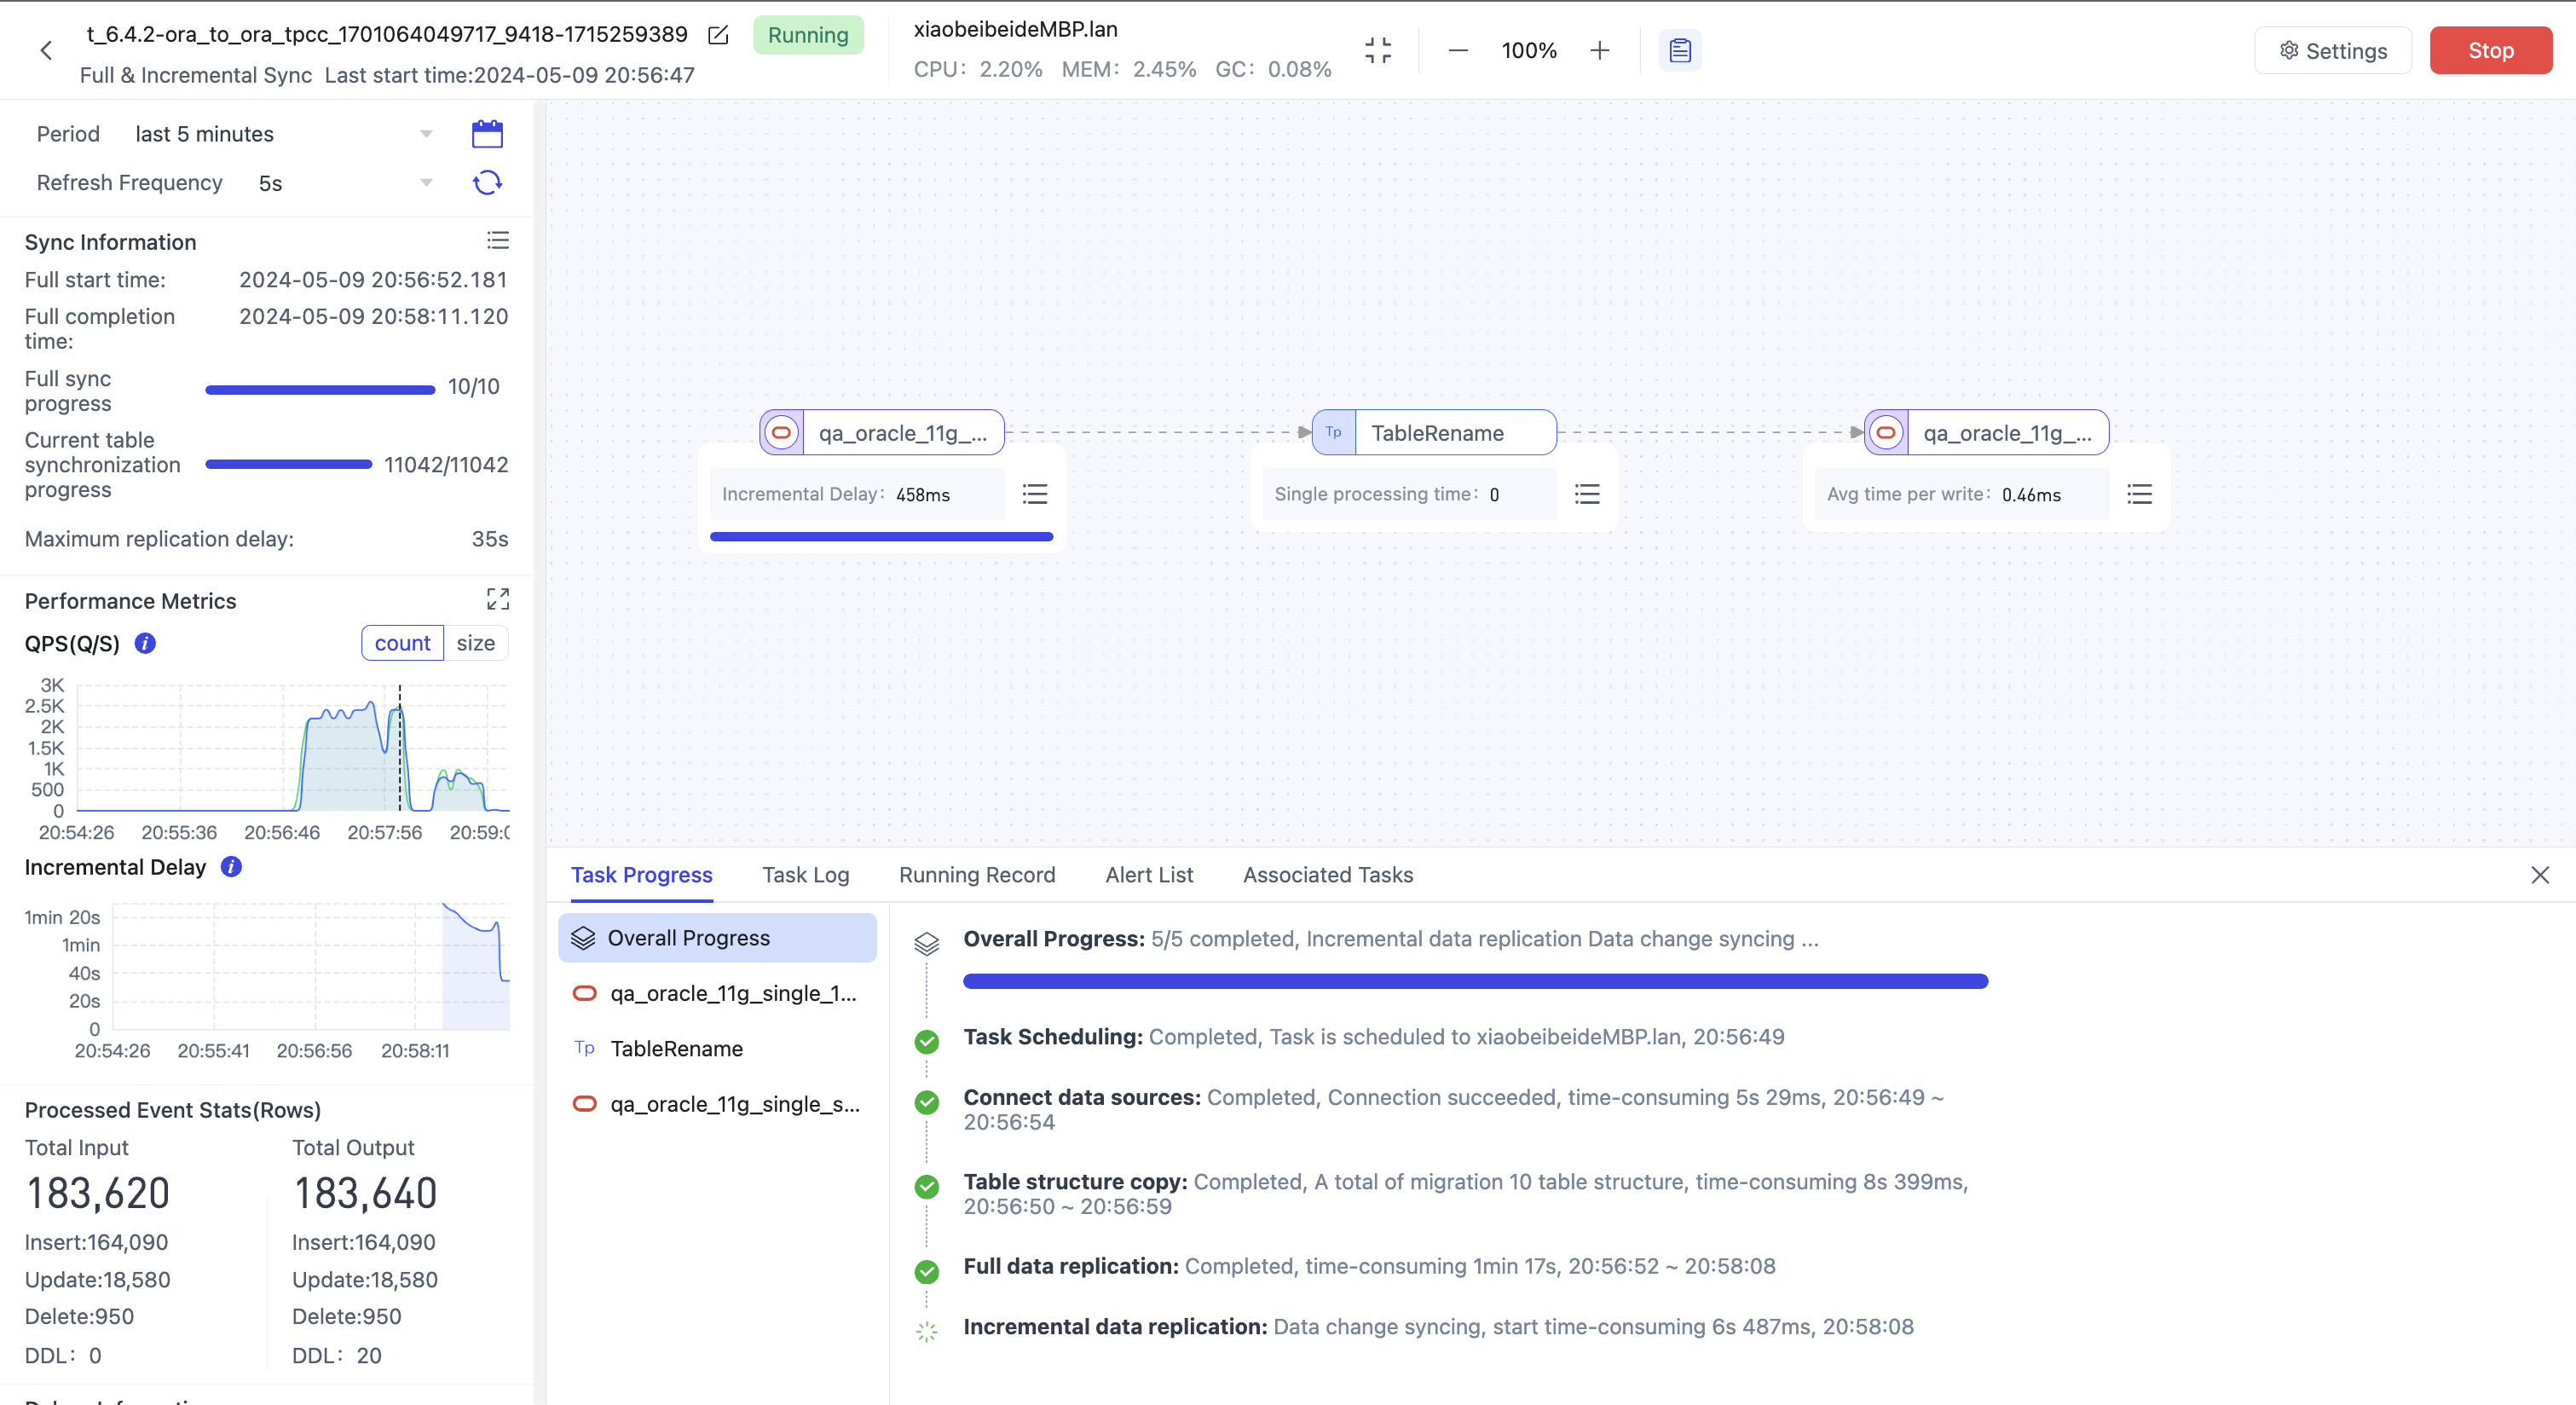 t_6.4.2-ora_to_ora_tpcc_1701064049717_9418-1715259389
Running
Full & Incremental Sync Last start time:2024-05-09 20:56:47
xiaobeibeideMBP.lan
CPU: 2.20% MEM: 2.45% GC: 0.08%
100%
Settings
Stop
Period last 5 minutes
Refresh Frequency 5s
Sync Information
Full start time: 2024-05-09 20:56:52.181
Full completion time: 2024-05-09 20:58:11.120
Full sync progress 10/10
Current table synchronization progress 11042/11042
Maximum replication delay: 35s
Performance Metrics
QPS(Q/S) count size
3K
2.5K
2K
1.5K
1K
500
0
20:54:26 20:55:36 20:56:46 20:57:56 20:59:0
Incremental Delay
1min 20s
1min
40s
20s
0
20:54:26 20:55:41 20:56:56 20:58:11
Processed Event Stats(Rows)
Total Input Total Output
183,620 183,640
Insert:164,090 Insert:164,090
Update:18,580 Update:18,580
Delete:950 Delete:950
DDL: 0 DDL: 20
qa_oracle_11g_...
Incremental Delay: 458ms
Tp TableRename
Single processing time: 0
qa_oracle_11g_...
Avg time per write: 0.46ms
Task Progress Task Log Running Record Alert List Associated Tasks
Overall Progress
qa_oracle_11g_single_1...
Tp TableRename
qa_oracle_11g_single_s...
Overall Progress: 5/5 completed, Incremental data replication Data change syncing ...
Task Scheduling: Completed, Task is scheduled to xiaobeibeideMBP.lan, 20:56:49
Connect data sources: Completed, Connection succeeded, time-consuming 5s 29ms, 20:56:49 ~
20:56:54
Table structure copy: Completed, A total of migration 10 table structure, time-consuming 8s 399ms,
20:56:50 ~ 20:56:59
Full data replication: Completed, time-consuming 1min 17s, 20:56:52 ~ 20:58:08
Incremental data replication: Data change syncing, start time-consuming 6s 487ms, 20:58:08